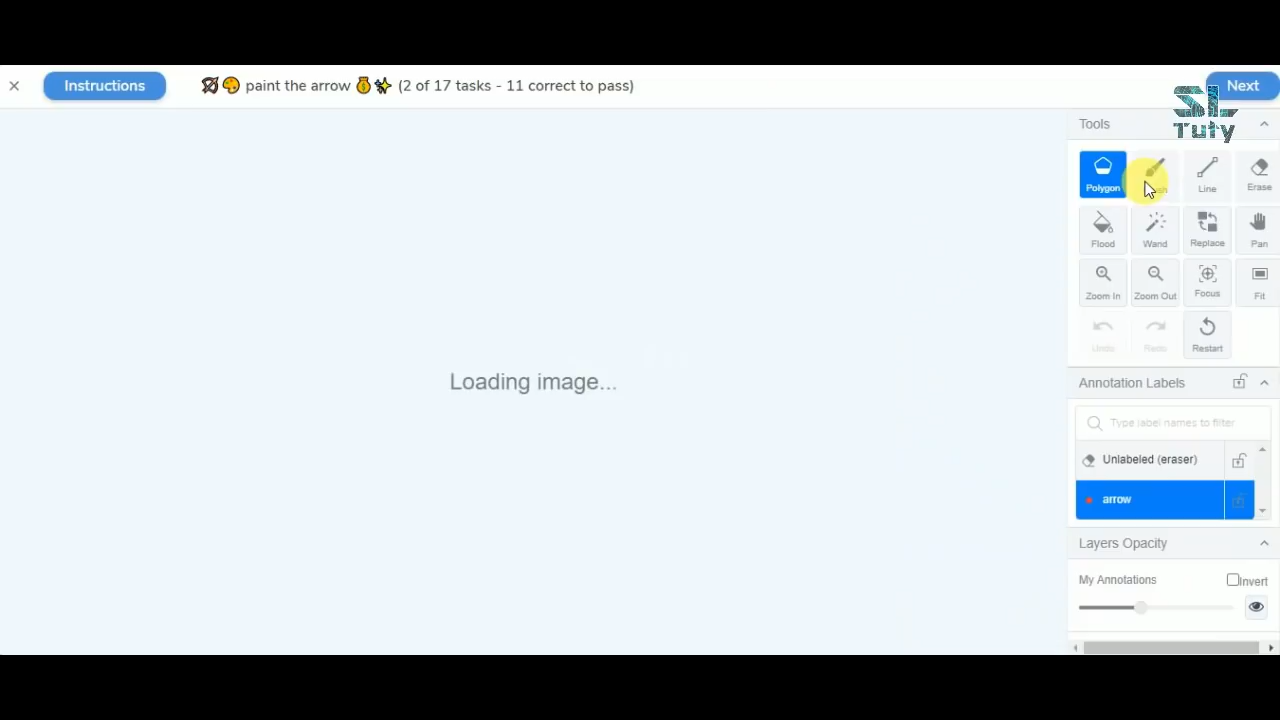 Instructions
paint the arrow (2 of 17 tasks - 11 correct to pass)
Next
SL
Tuty
Tools
Polygon
Line
Erase
Flood
Wand
Replace
Pan
Zoom In
Zoom Out
Focus
Fit
Undo
Redo
Restart
Loading image...
Annotation Labels
Type label names to filter
Unlabeled (eraser)
arrow
Layers Opacity
My Annotations
Invert